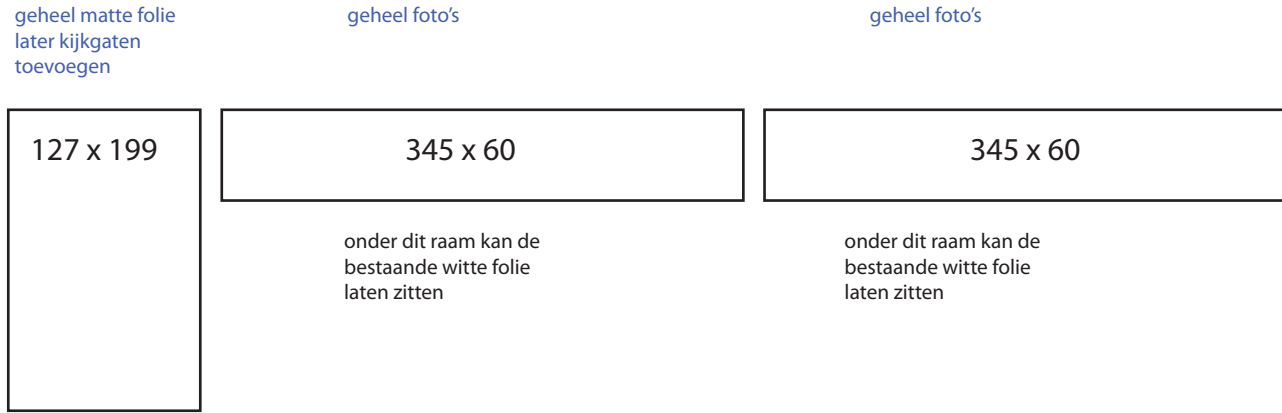 geheel matte folie
later kijkgaten
toevoegen
geheel foto's
geheel foto's
127 x 199
345 x 60
345 x 60
onder dit raam kan de
bestaande witte folie
laten zitten
onder dit raam kan de
bestaande witte folie
laten zitten